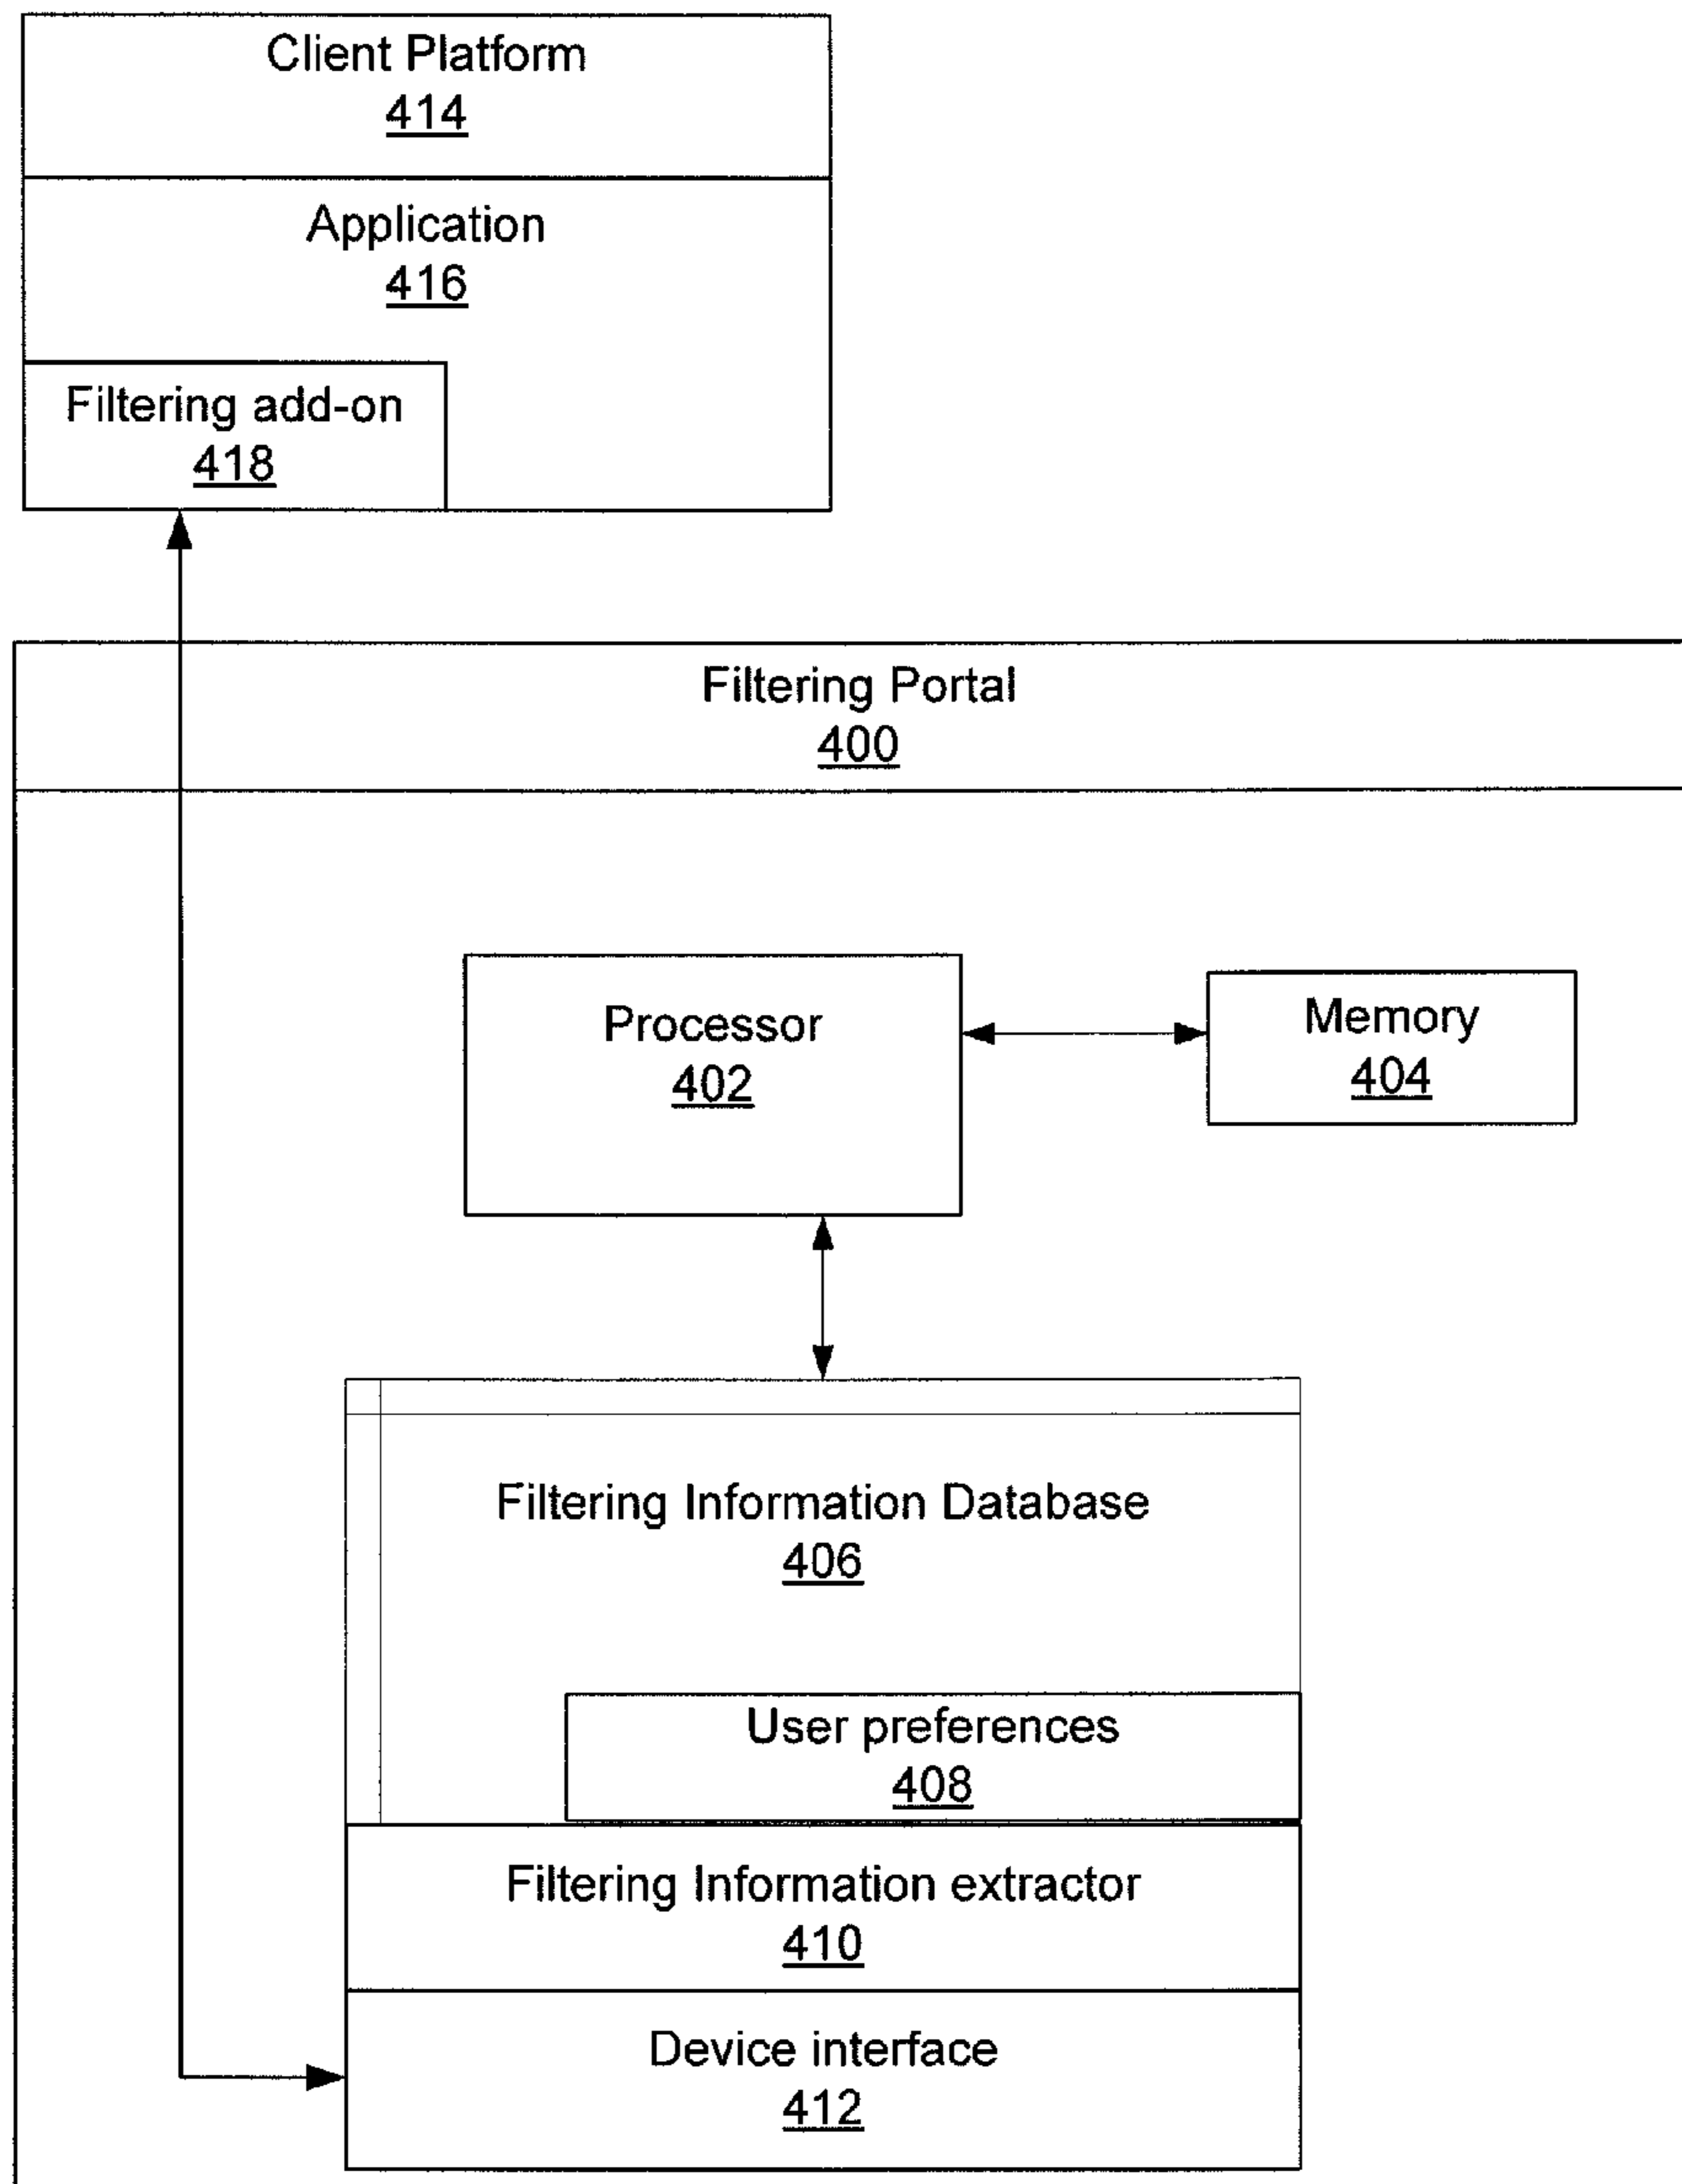 Client Platform
414
Application
416
Filtering add-on
418
Filtering Portal
400
Processor
402
Memory
404
Filtering Information Database
406
User preferences
408
Filtering Information extractor
410
Device interface
412